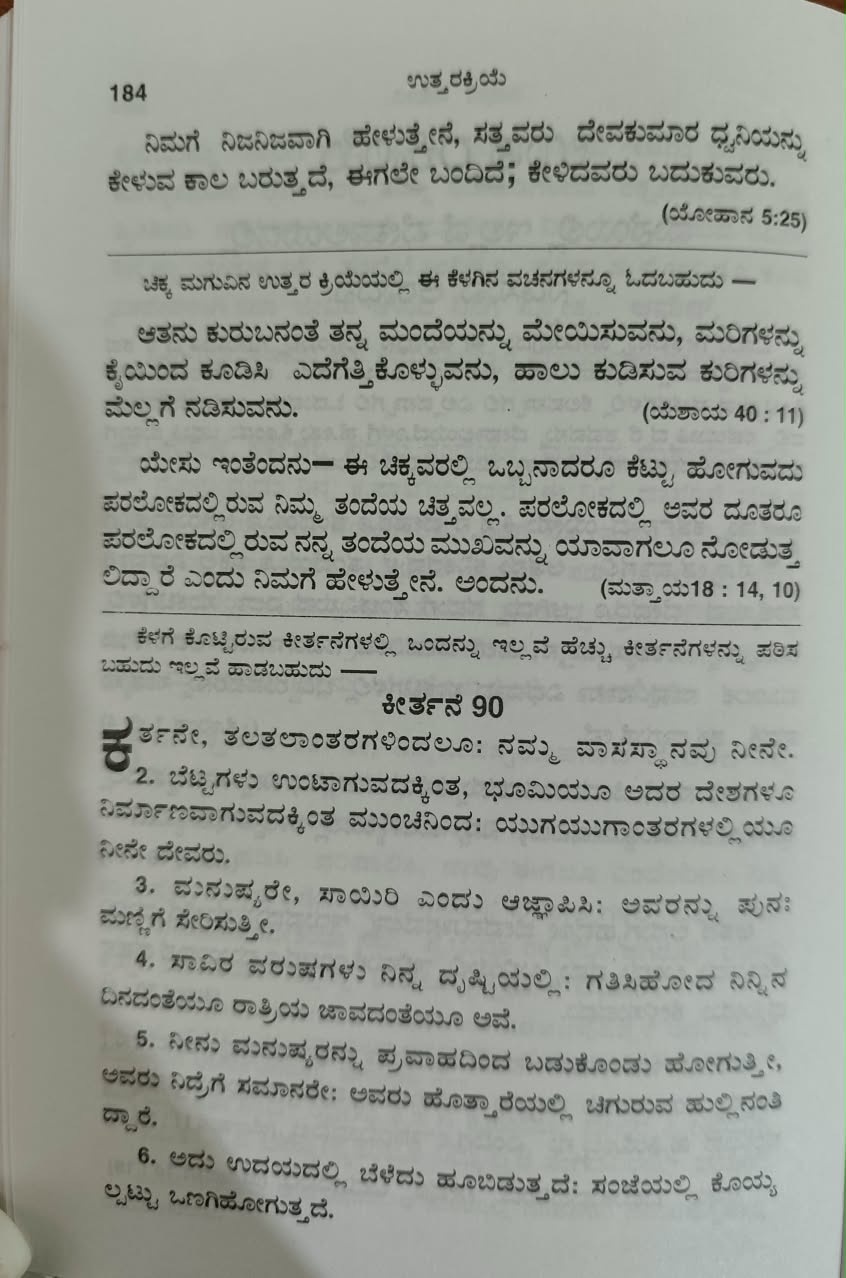 184
ಉತ್ತರಕ್ರಿಯೆ
ನಿಮಗೆ ನಿಜನಿಜವಾಗಿ ಹೇಳುತ್ತೇನೆ, ಸತ್ತವರು ದೇವಕುಮಾರ ಧ್ವನಿಯನ್ನು
ಕೇಳುವ ಕಾಲ ಬರುತ್ತದೆ, ಈಗಲೇ ಬಂದಿದೆ; ಕೇಳಿದವರು ಬದುಕುವರು.
(ಯೋಹಾನ 5:25)
ಚಿಕ್ಕ ಮಗುವಿನ ಉತ್ತರ ಕ್ರಿಯೆಯಲ್ಲಿ ಈ ಕೆಳಗಿನ ವಚನಗಳನ್ನೂ ಓದಬಹುದು —
ಆತನು ಕುರುಬನಂತೆ ತನ್ನ ಮಂದೆಯನ್ನು ಮೇಯಿಸುವನು, ಮರಿಗಳನ್ನು
ಕೈಯಿಂದ ಕೂಡಿಸಿ ಎದೆಗೆತ್ತಿಕೊಳ್ಳುವನು, ಹಾಲು ಕುಡಿಸುವ ಕುರಿಗಳನ್ನು
ಮೆಲ್ಲಗೆ ನಡಿಸುವನು. (ಯೆಶಾಯ 40 : 11)
ಯೇಸು ಇಂತೆಂದನು— ಈ ಚಿಕ್ಕವರಲ್ಲಿ ಒಬ್ಬನಾದರೂ ಕೆಟ್ಟು ಹೋಗುವದು
ಪರಲೋಕದಲ್ಲಿರುವ ನಿಮ್ಮ ತಂದೆಯ ಚಿತ್ತವಲ್ಲ. ಪರಲೋಕದಲ್ಲಿ ಅವರ ದೂತರೂ
ಪರಲೋಕದಲ್ಲಿರುವ ನನ್ನ ತಂದೆಯ ಮುಖವನ್ನು ಯಾವಾಗಲೂ ನೋಡುತ್ತ
ಲಿದ್ದಾರೆ ಎಂದು ನಿಮಗೆ ಹೇಳುತ್ತೇನೆ. ಅಂದನು. (ಮತ್ತಾಯ18 : 14, 10)
ಕೆಳಗೆ ಕೊಟ್ಟಿರುವ ಕೀರ್ತನೆಗಳಲ್ಲಿ ಒಂದನ್ನು ಇಲ್ಲವೆ ಹೆಚ್ಚು ಕೀರ್ತನೆಗಳನ್ನು ಪಠಿಸ
ಬಹುದು ಇಲ್ಲವೆ ಹಾಡಬಹುದು —
ಕೀರ್ತನೆ 90
ಕರ್ತನೇ, ತಲತಲಾಂತರಗಳಿಂದಲೂ: ನಮ್ಮ ವಾಸಸ್ಥಾನವು ನೀನೇ.
2. ಬೆಟ್ಟಗಳು ಉಂಟಾಗುವದಕ್ಕಿಂತ, ಭೂಮಿಯೂ ಅದರ ದೇಶಗಳೂ
ನಿರ್ಮಾಣವಾಗುವದಕ್ಕಿಂತ ಮುಂಚಿನಿಂದ: ಯುಗಯುಗಾಂತರಗಳಲ್ಲಿಯೂ
ನೀನೇ ದೇವರು.
3. ಮನುಷ್ಯರೇ, ಸಾಯಿರಿ ಎಂದು ಆಜ್ಞಾಪಿಸಿ: ಅವರನ್ನು ಪುನಃ
ಮಣ್ಣಿಗೆ ಸೇರಿಸುತ್ತೀ.
4. ಸಾವಿರ ವರುಷಗಳು ನಿನ್ನ ದೃಷ್ಟಿಯಲ್ಲಿ: ಗತಿಸಿಹೋದ ನಿನ್ನಿನ
ದಿನದಂತೆಯೂ ರಾತ್ರಿಯ ಜಾವದಂತೆಯೂ ಅವೆ.
5. ನೀನು ಮನುಷ್ಯರನ್ನು ಪ್ರವಾಹದಿಂದ ಬಡುಕೊಂಡು ಹೋಗುತ್ತೀ,
ಅವರು ನಿದ್ರೆಗೆ ಸಮಾನರೇ: ಅವರು ಹೊತ್ತಾರೆಯಲ್ಲಿ ಚಿಗುರುವ ಹುಲ್ಲಿನಂತಿ
ದ್ದಾರೆ.
6. ಅದು ಉದಯದಲ್ಲಿ ಬೆಳೆದು ಹೂಬಿಡುತ್ತದೆ: ಸಂಜೆಯಲ್ಲಿ ಕೊಯ್ಯ
ಲ್ಪಟ್ಟು ಒಣಗಿಹೋಗುತ್ತದೆ.